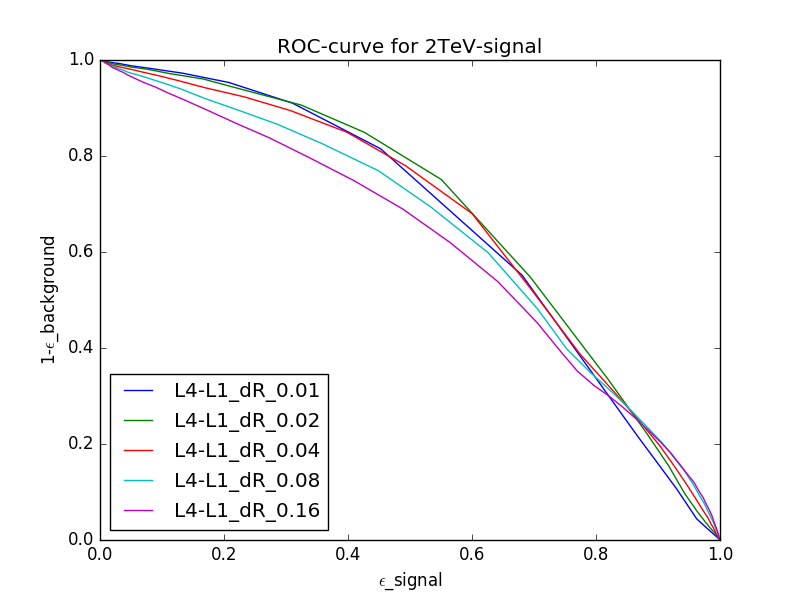 ROC-curve for 2TeV-signal
1.0
0.8
0.6
0.4
0.2
0.0
1-ϵ_background
L4-L1_dR_0.01
L4-L1_dR_0.02
L4-L1_dR_0.04
L4-L1_dR_0.08
L4-L1_dR_0.16
0.0 0.2 0.4 0.6 0.8 1.0
ϵ_signal